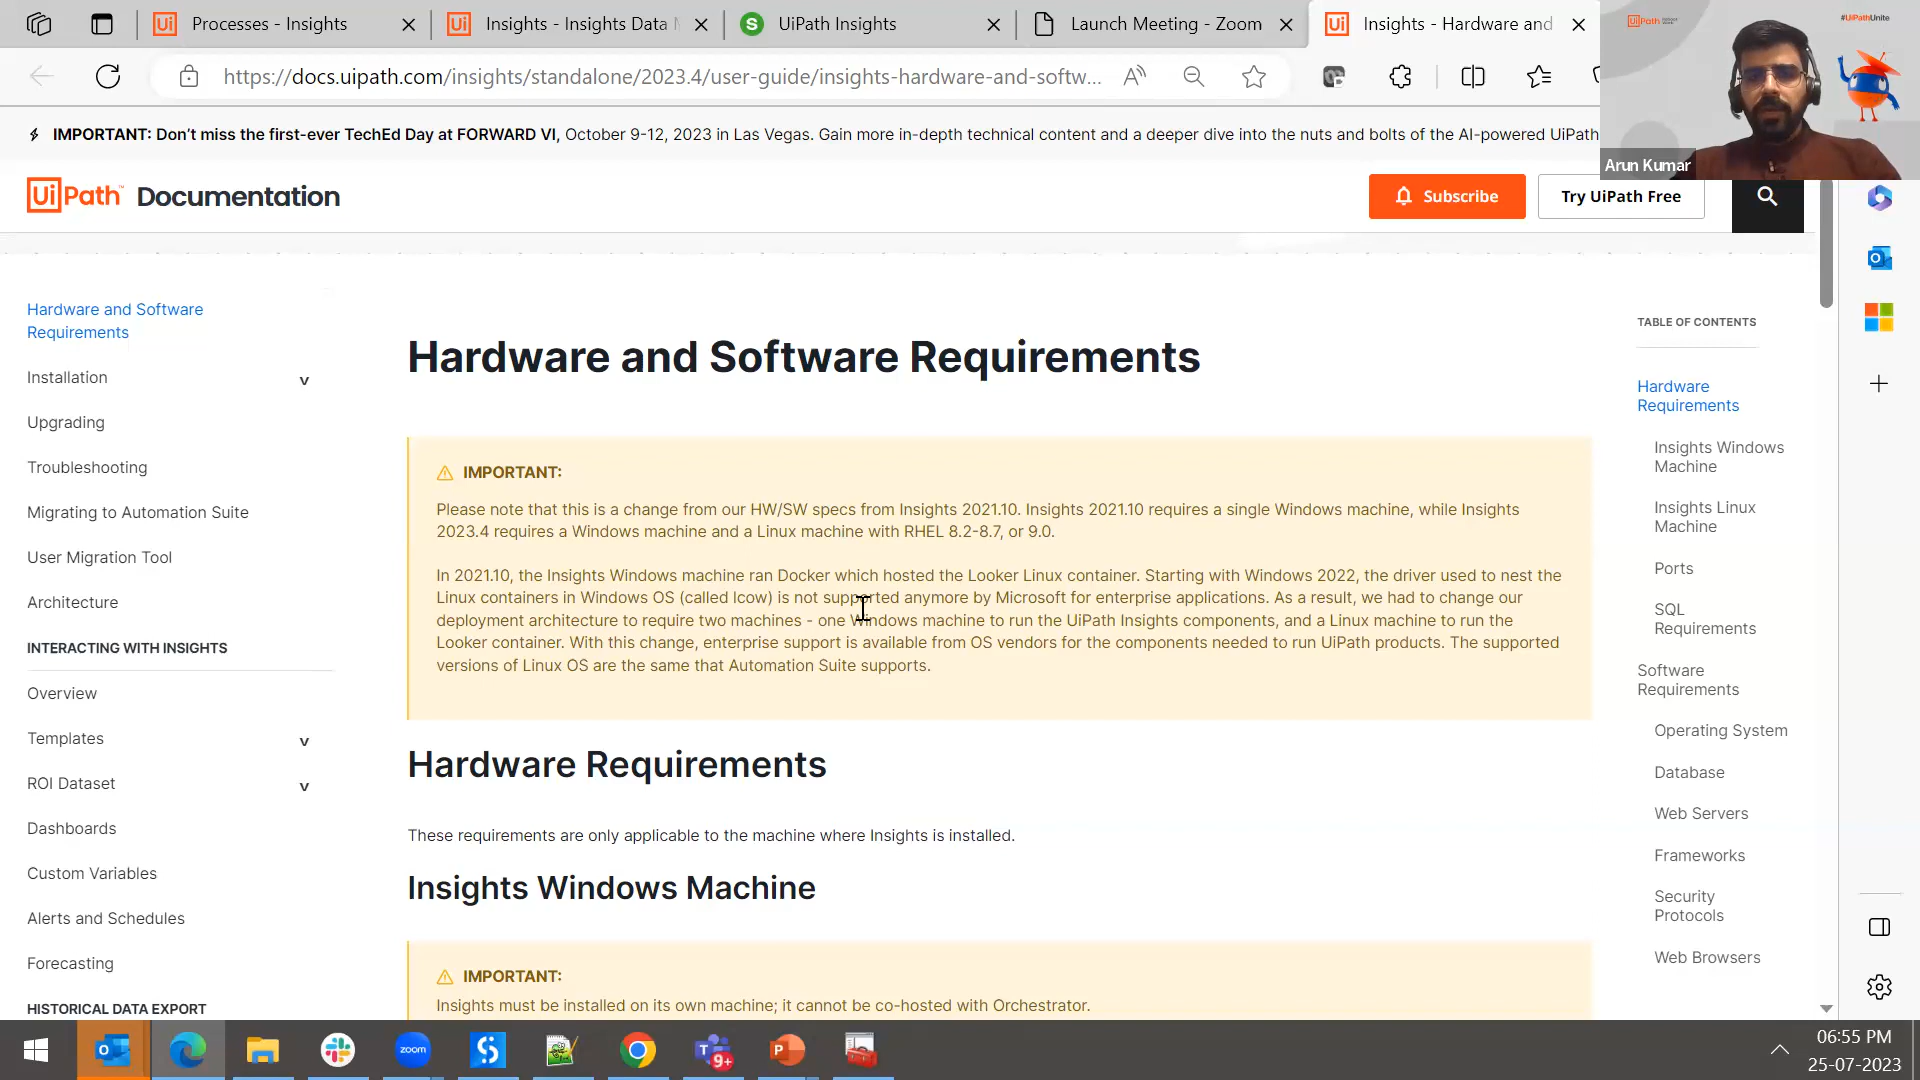 Processes - Insights
Insights - Insights Data
UiPath Insights
Launch Meeting - Zoom
Insights - Hardware and
https://docs.uipath.com/insights/standalone/2023.4/user-guide/insights-hardware-and-softw...
#UiPathUnite
Arun Kumar
IMPORTANT: Don't miss the first-ever TechEd Day at FORWARD VI, October 9-12, 2023 in Las Vegas. Gain more in-depth technical content and a deeper dive into the nuts and bolts of the AI-powered UiPath
UiPath Documentation
Subscribe
Try UiPath Free
Hardware and Software
Requirements
Installation
Upgrading
Troubleshooting
Migrating to Automation Suite
User Migration Tool
Architecture
INTERACTING WITH INSIGHTS
Overview
Templates
ROI Dataset
Dashboards
Custom Variables
Alerts and Schedules
Forecasting
HISTORICAL DATA EXPORT
Hardware and Software Requirements
IMPORTANT:
Please note that this is a change from our HW/SW specs from Insights 2021.10. Insights 2021.10 requires a single Windows machine, while Insights
2023.4 requires a Windows machine and a Linux machine with RHEL 8.2-8.7, or 9.0.
In 2021.10, the Insights Windows machine ran Docker which hosted the Looker Linux container. Starting with Windows 2022, the driver used to nest the
Linux containers in Windows OS (called lcow) is not supported anymore by Microsoft for enterprise applications. As a result, we had to change our
deployment architecture to require two machines - one Windows machine to run the UiPath Insights components, and a Linux machine to run the
Looker container. With this change, enterprise support is available from OS vendors for the components needed to run UiPath products. The supported
versions of Linux OS are the same that Automation Suite supports.
Hardware Requirements
These requirements are only applicable to the machine where Insights is installed.
Insights Windows Machine
IMPORTANT:
Insights must be installed on its own machine; it cannot be co-hosted with Orchestrator.
TABLE OF CONTENTS
Hardware
Requirements
Insights Windows
Machine
Insights Linux
Machine
Ports
SQL
Requirements
Software
Requirements
Operating System
Database
Web Servers
Frameworks
Security
Protocols
Web Browsers
zoom
9+
06:55 PM
25-07-2023